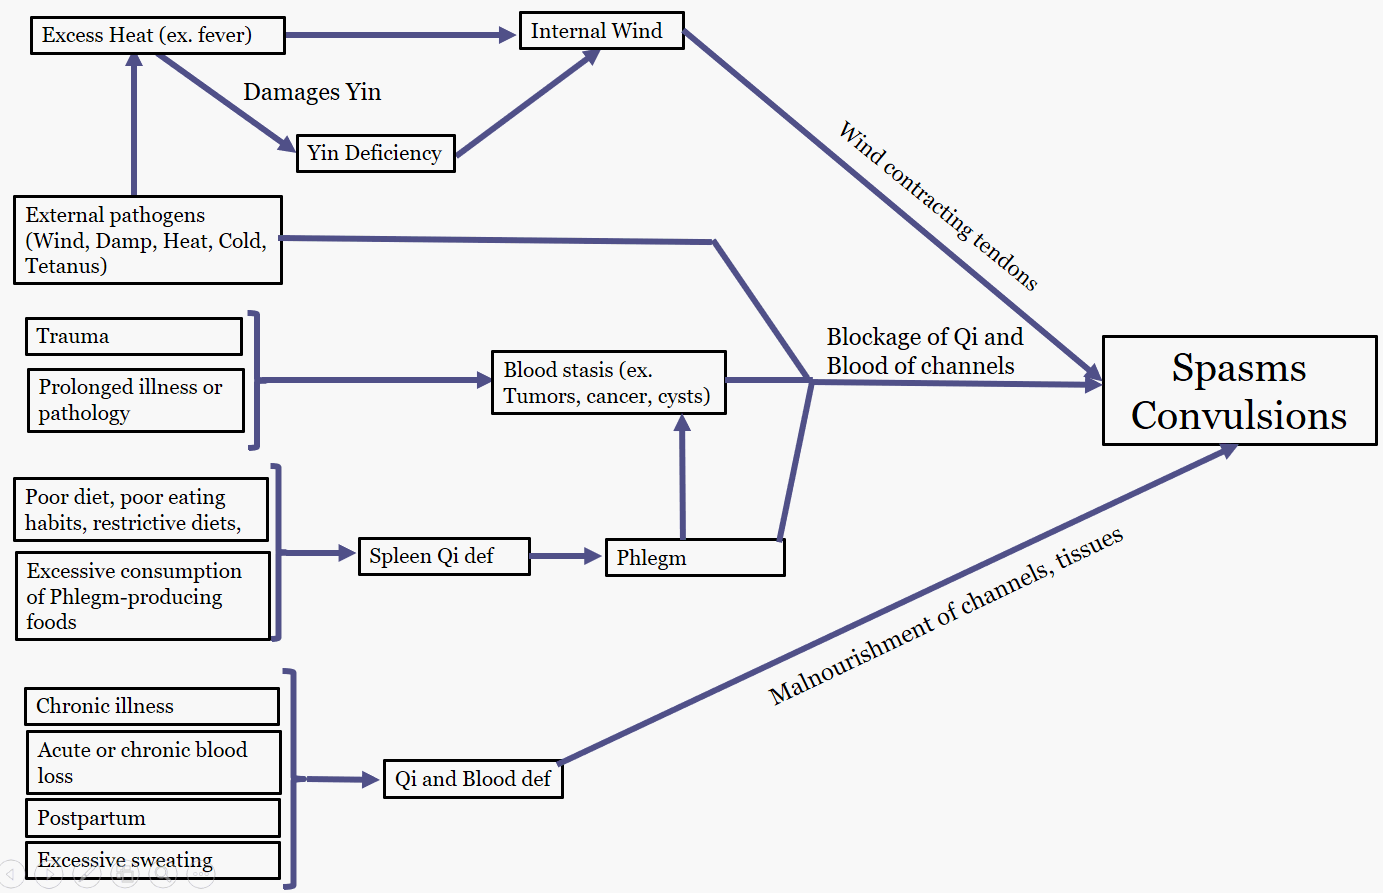 Excess Heat (ex. fever)
Internal Wind
Damages Yin
Yin Deficiency
Wind contracting tendons
External pathogens
(Wind, Damp, Heat, Cold,
Tetanus)
Trauma
Prolonged illness or
pathology
Blood stasis (ex.
Tumors, cancer, cysts)
Blockage of Qi and
Blood of channels
Spasms
Convulsions
Poor diet, poor eating
habits, restrictive diets,
Excessive consumption
of Phlegm-producing
foods
Spleen Qi def
Phlegm
Malnourishment of channels, tissues
Chronic illness
Acute or chronic blood
loss
Postpartum
Excessive sweating
Qi and Blood def